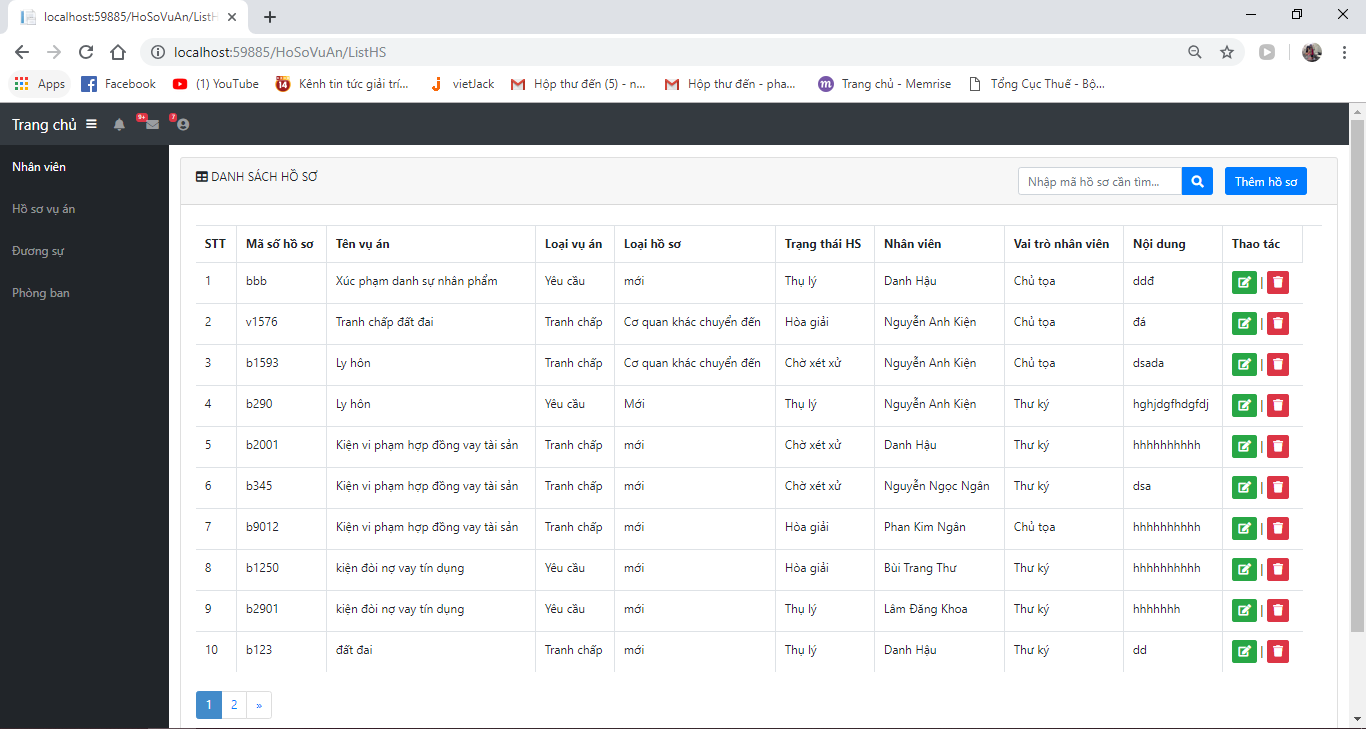 localhost:59885/HoSoVuAn/ListH
localhost:59885/HoSoVuAn/ListHS
Apps Facebook (1) YouTube 14 Kênh tin tức giải trí... vietJack Hộp thư đến (5) - n... Hộp thư đến - pha... m Trang chủ - Memrise Tổng Cục Thuế - Bộ...
Trang chủ 9+ 7
Nhân viên
Hồ sơ vụ án
Đương sự
Phòng ban
DANH SÁCH HỒ SƠ Nhập mã hồ sơ cần tìm... Thêm hồ sơ
STT Mã số hồ sơ Tên vụ án Loại vụ án Loại hồ sơ Trạng thái HS Nhân viên Vai trò nhân viên Nội dung Thao tác
1 bbb Xúc phạm danh sự nhân phẩm Yêu cầu mới Thụ lý Danh Hậu Chủ tọa ddđ |
2 v1576 Tranh chấp đất đai Tranh chấp Cơ quan khác chuyển đến Hòa giải Nguyễn Anh Kiện Chủ tọa đá |
3 b1593 Ly hôn Tranh chấp Cơ quan khác chuyển đến Chờ xét xử Nguyễn Anh Kiện Chủ tọa dsada |
4 b290 Ly hôn Yêu cầu Mới Thụ lý Nguyễn Anh Kiện Thư ký hghjdgfhdgfdj |
5 b2001 Kiện vi phạm hợp đồng vay tài sản Tranh chấp mới Chờ xét xử Danh Hậu Thư ký hhhhhhhhhh |
6 b345 Kiện vi phạm hợp đồng vay tài sản Tranh chấp mới Chờ xét xử Nguyễn Ngọc Ngân Thư ký dsa |
7 b9012 Kiện vi phạm hợp đồng vay tài sản Tranh chấp mới Hòa giải Phan Kim Ngân Chủ tọa hhhhhhhhhh |
8 b1250 kiện đòi nợ vay tín dụng Yêu cầu mới Hòa giải Bùi Trang Thư Thư ký hhhhhhhhhh |
9 b2901 kiện đòi nợ vay tín dụng Yêu cầu mới Thụ lý Lâm Đăng Khoa Thư ký hhhhhhh |
10 b123 đất đai Tranh chấp mới Thụ lý Danh Hậu Thư ký dd |
1 2 »